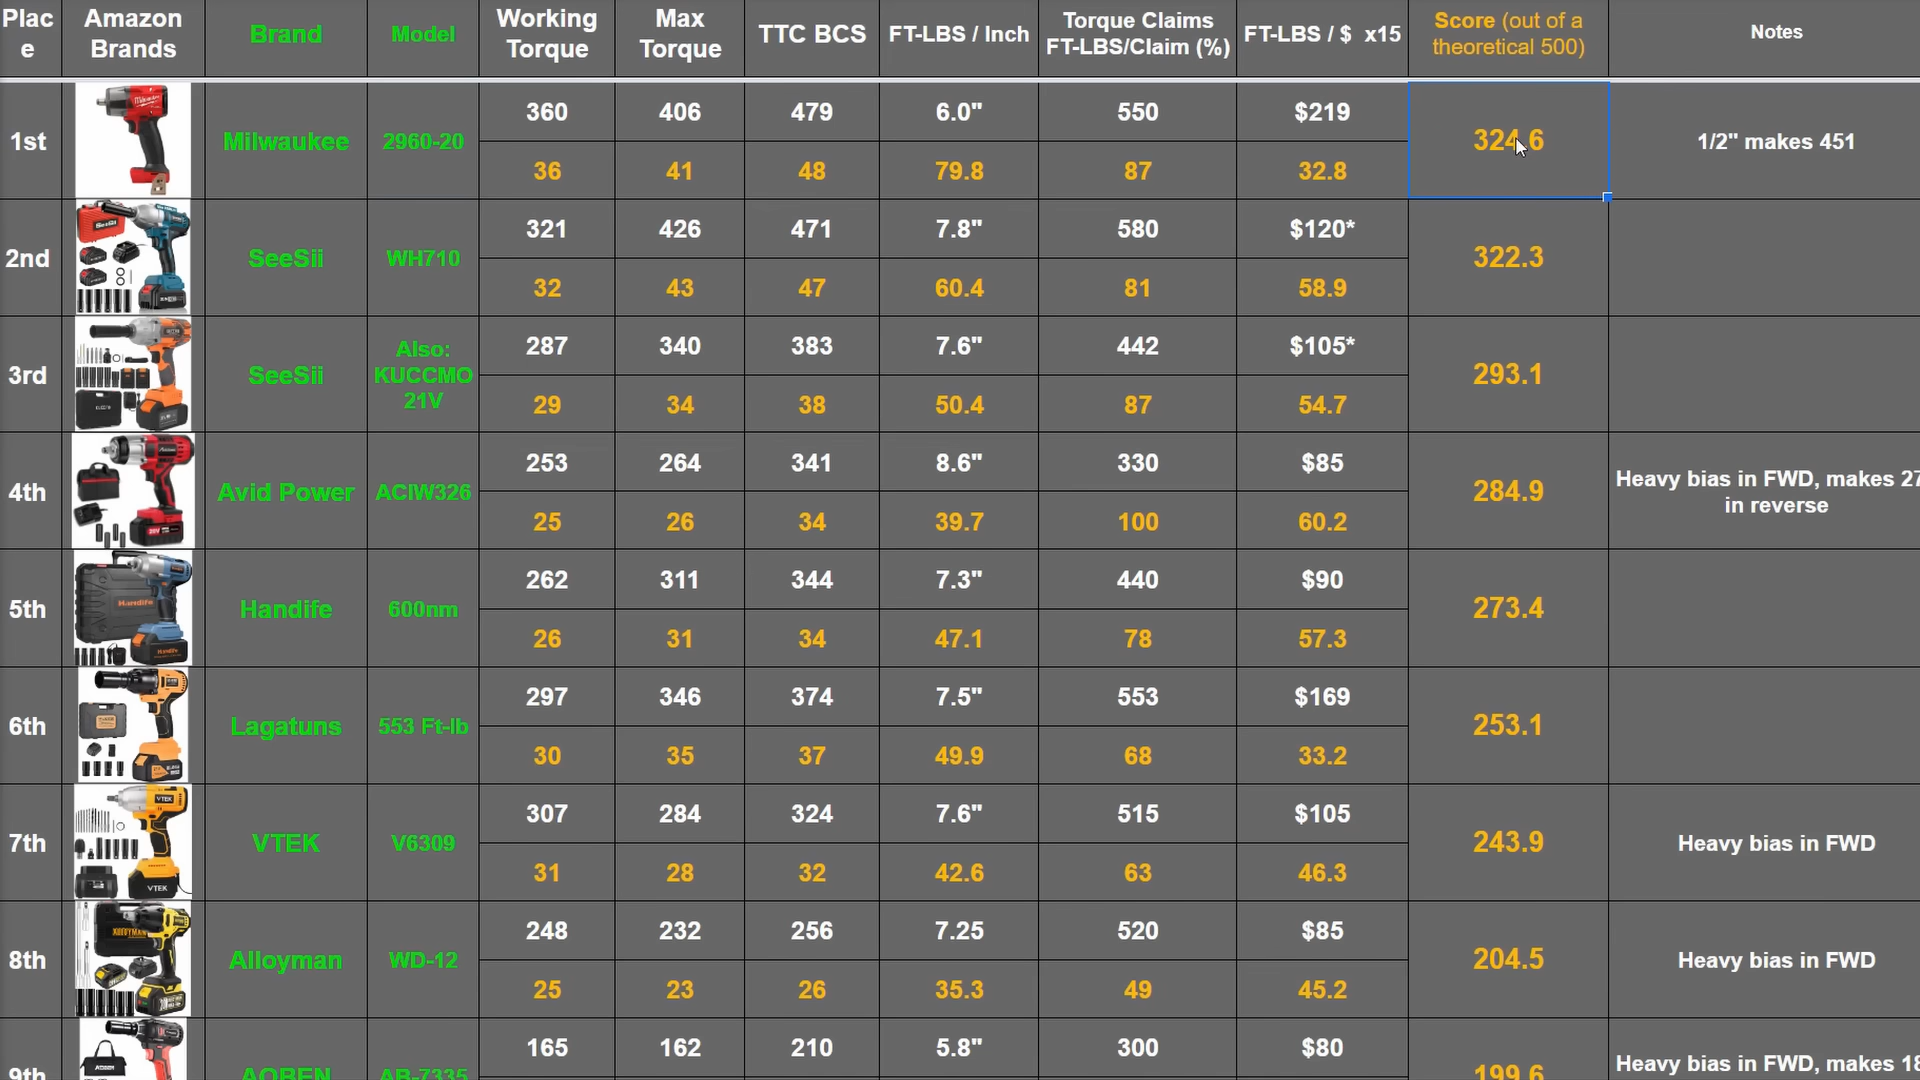 Plac
e
Amazon
Brands
Brand
Model
Working
Torque
Max
Torque
TTC BCS
FT-LBS / Inch
Torque Claims
FT-LBS/Claim (%)
FT-LBS / $ x15
Score (out of a
theoretical 500)
Notes
1st
Milwaukee
2960-20
360
406
479
6.0"
550
$219
36
41
48
79.8
87
32.8
324.6
1/2" makes 451
2nd
SeeSii
WH710
321
426
471
7.8"
580
$120*
32
43
47
60.4
81
58.9
322.3
3rd
SeeSii
Also:
KUCCMO
21V
287
340
383
7.6"
442
$105*
29
34
38
50.4
87
54.7
293.1
4th
Avid Power
ACIW326
253
264
341
8.6"
330
$85
25
26
34
39.7
100
60.2
284.9
Heavy bias in FWD, makes 27
in reverse
5th
Handife
Handife
600nm
262
311
344
7.3"
440
$90
26
31
34
47.1
78
57.3
273.4
6th
Lagatuns
553 Ft-lb
297
346
374
7.5"
553
$169
30
35
37
49.9
68
33.2
253.1
7th
VTEK
VTEK
VTEK
V6309
307
284
324
7.6"
515
$105
31
28
32
42.6
63
46.3
243.9
Heavy bias in FWD
8th
Alloyman
WD-12
248
232
256
7.25
520
$85
25
23
26
35.3
49
45.2
204.5
Heavy bias in FWD
9th
AOBEN
AB-7335
165
162
210
5.8"
300
$80
199.6
Heavy bias in FWD, makes 18